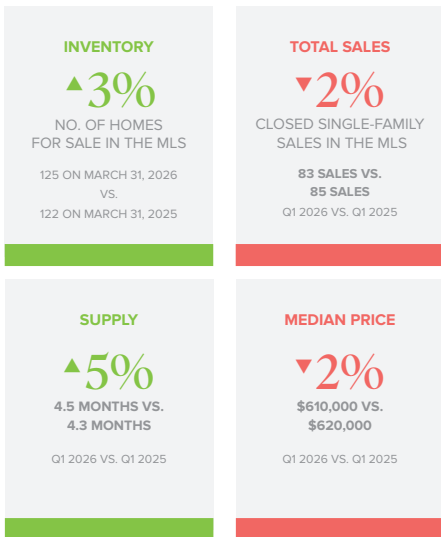 INVENTORY
▲3%
NO. OF HOMES
FOR SALE IN THE MLS
125 ON MARCH 31, 2026
VS.
122 ON MARCH 31, 2025
TOTAL SALES
▼2%
CLOSED SINGLE-FAMILY
SALES IN THE MLS
83 SALES VS.
85 SALES
Q1 2026 VS. Q1 2025
SUPPLY
▲5%
4.5 MONTHS VS.
4.3 MONTHS
Q1 2026 VS. Q1 2025
MEDIAN PRICE
▼2%
$610,000 VS.
$620,000
Q1 2026 VS. Q1 2025